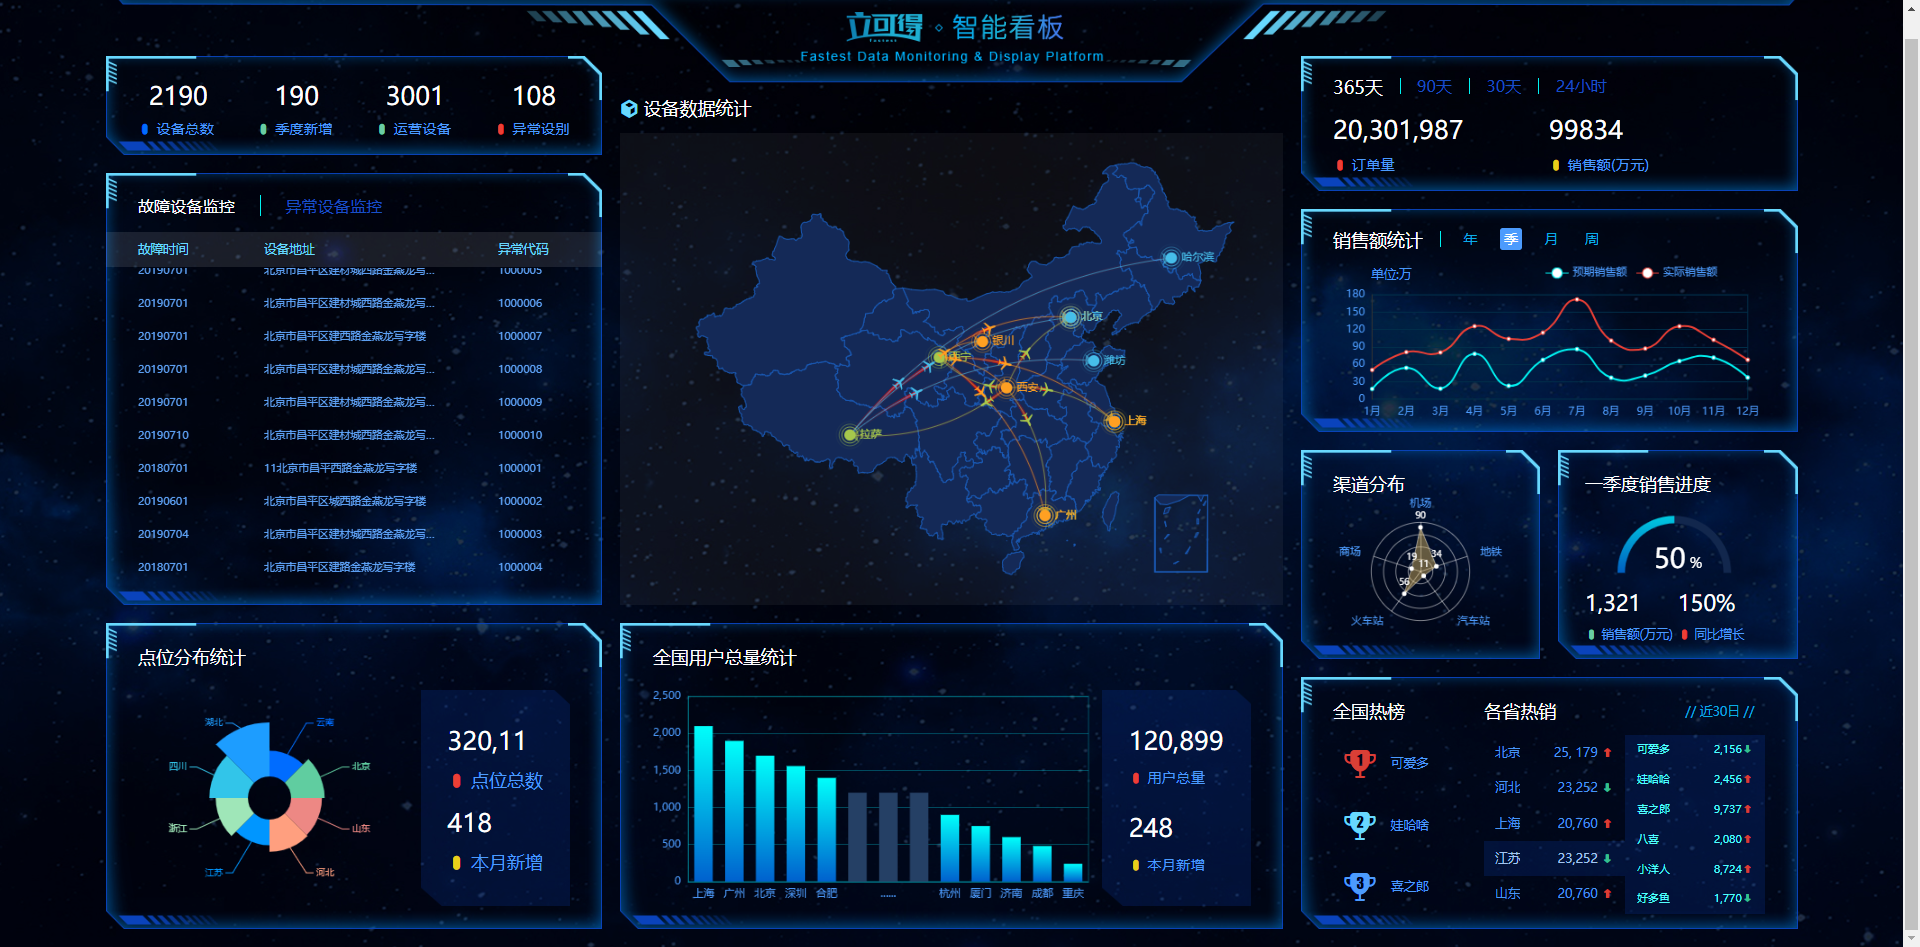 立可得 智能看板
Fastest Data Monitoring & Display Platform
2190 190 3001 108
设备总数 季度新增 运营设备 异常设别
故障设备监控 异常设备监控
故障时间 设备地址 异常代码
20190701 北京市昌平区建材城西路金燕龙写... 1000005
20190701 北京市昌平区建材城西路金燕龙写... 1000006
20190701 北京市昌平区建西路金燕龙写字楼 1000007
20190701 北京市昌平区建材城西路金燕龙写... 1000008
20190701 北京市昌平区建材城西路金燕龙写... 1000009
20190710 北京市昌平区建材城西路金燕龙写... 1000010
20180701 11北京市昌平西路金燕龙写字楼 1000001
20190601 北京市昌平区城西路金燕龙写字楼 1000002
20190704 北京市昌平区建材城西路金燕龙写... 1000003
20180701 北京市昌平区建路金燕龙写字楼 1000004
点位分布统计
湖北 云南
四川 北京
浙江 山东
江苏 河北
320,11
点位总数
418
本月新增
设备数据统计
哈尔滨
北京
银川
西宁
潍坊
西安
上海
拉萨
广州
全国用户总量统计
2,500
2,000
1,500
1,000
500
0
上海 广州 北京 深圳 合肥 ...... 杭州 厦门 济南 成都 重庆
120,899
用户总量
248
本月新增
365天 90天 30天 24小时
20,301,987 99834
订单量 销售额(万元)
销售额统计 年 季 月 周
单位:万 预期销售额 实际销售额
180
150
120
90
60
30
0
1月 2月 3月 4月 5月 6月 7月 8月 9月 10月 11月 12月
渠道分布
机场
90
商场 19 34 地铁
11
56
火车站 汽车站
一季度销售进度
50 %
1,321 150%
销售额(万元) 同比增长
全国热榜
1 可爱多
2 娃哈啥
3 喜之郎
各省热销 // 近30日 //
北京 25,179
河北 23,252
上海 20,760
江苏 23,252
山东 20,760
可爱多 2,156
娃哈哈 2,456
喜之郎 9,737
八喜 2,080
小洋人 8,724
好多鱼 1,770